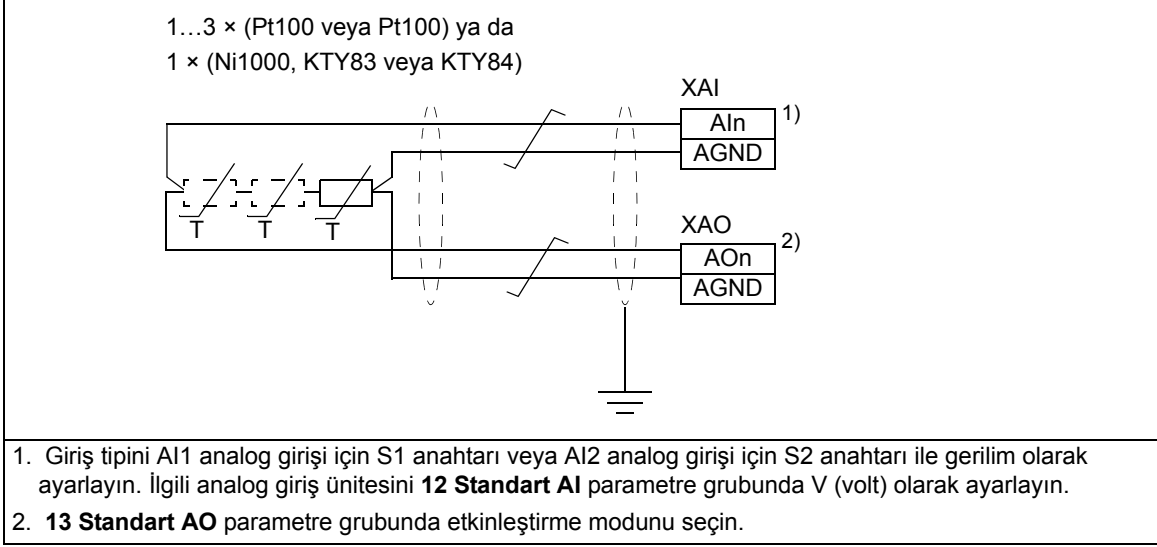 1…3 × (Pt100 veya Pt100) ya da
1 × (Ni1000, KTY83 veya KTY84)
XAI
AIn
1)
AGND
T
T
T
XAO
AOn
2)
AGND
1. Giriş tipini AI1 analog girişi için S1 anahtarı veya AI2 analog girişi için S2 anahtarı ile gerilim olarak
ayarlayın. İlgili analog giriş ünitesini 12 Standart AI parametre grubunda V (volt) olarak ayarlayın.
2. 13 Standart AO parametre grubunda etkinleştirme modunu seçin.